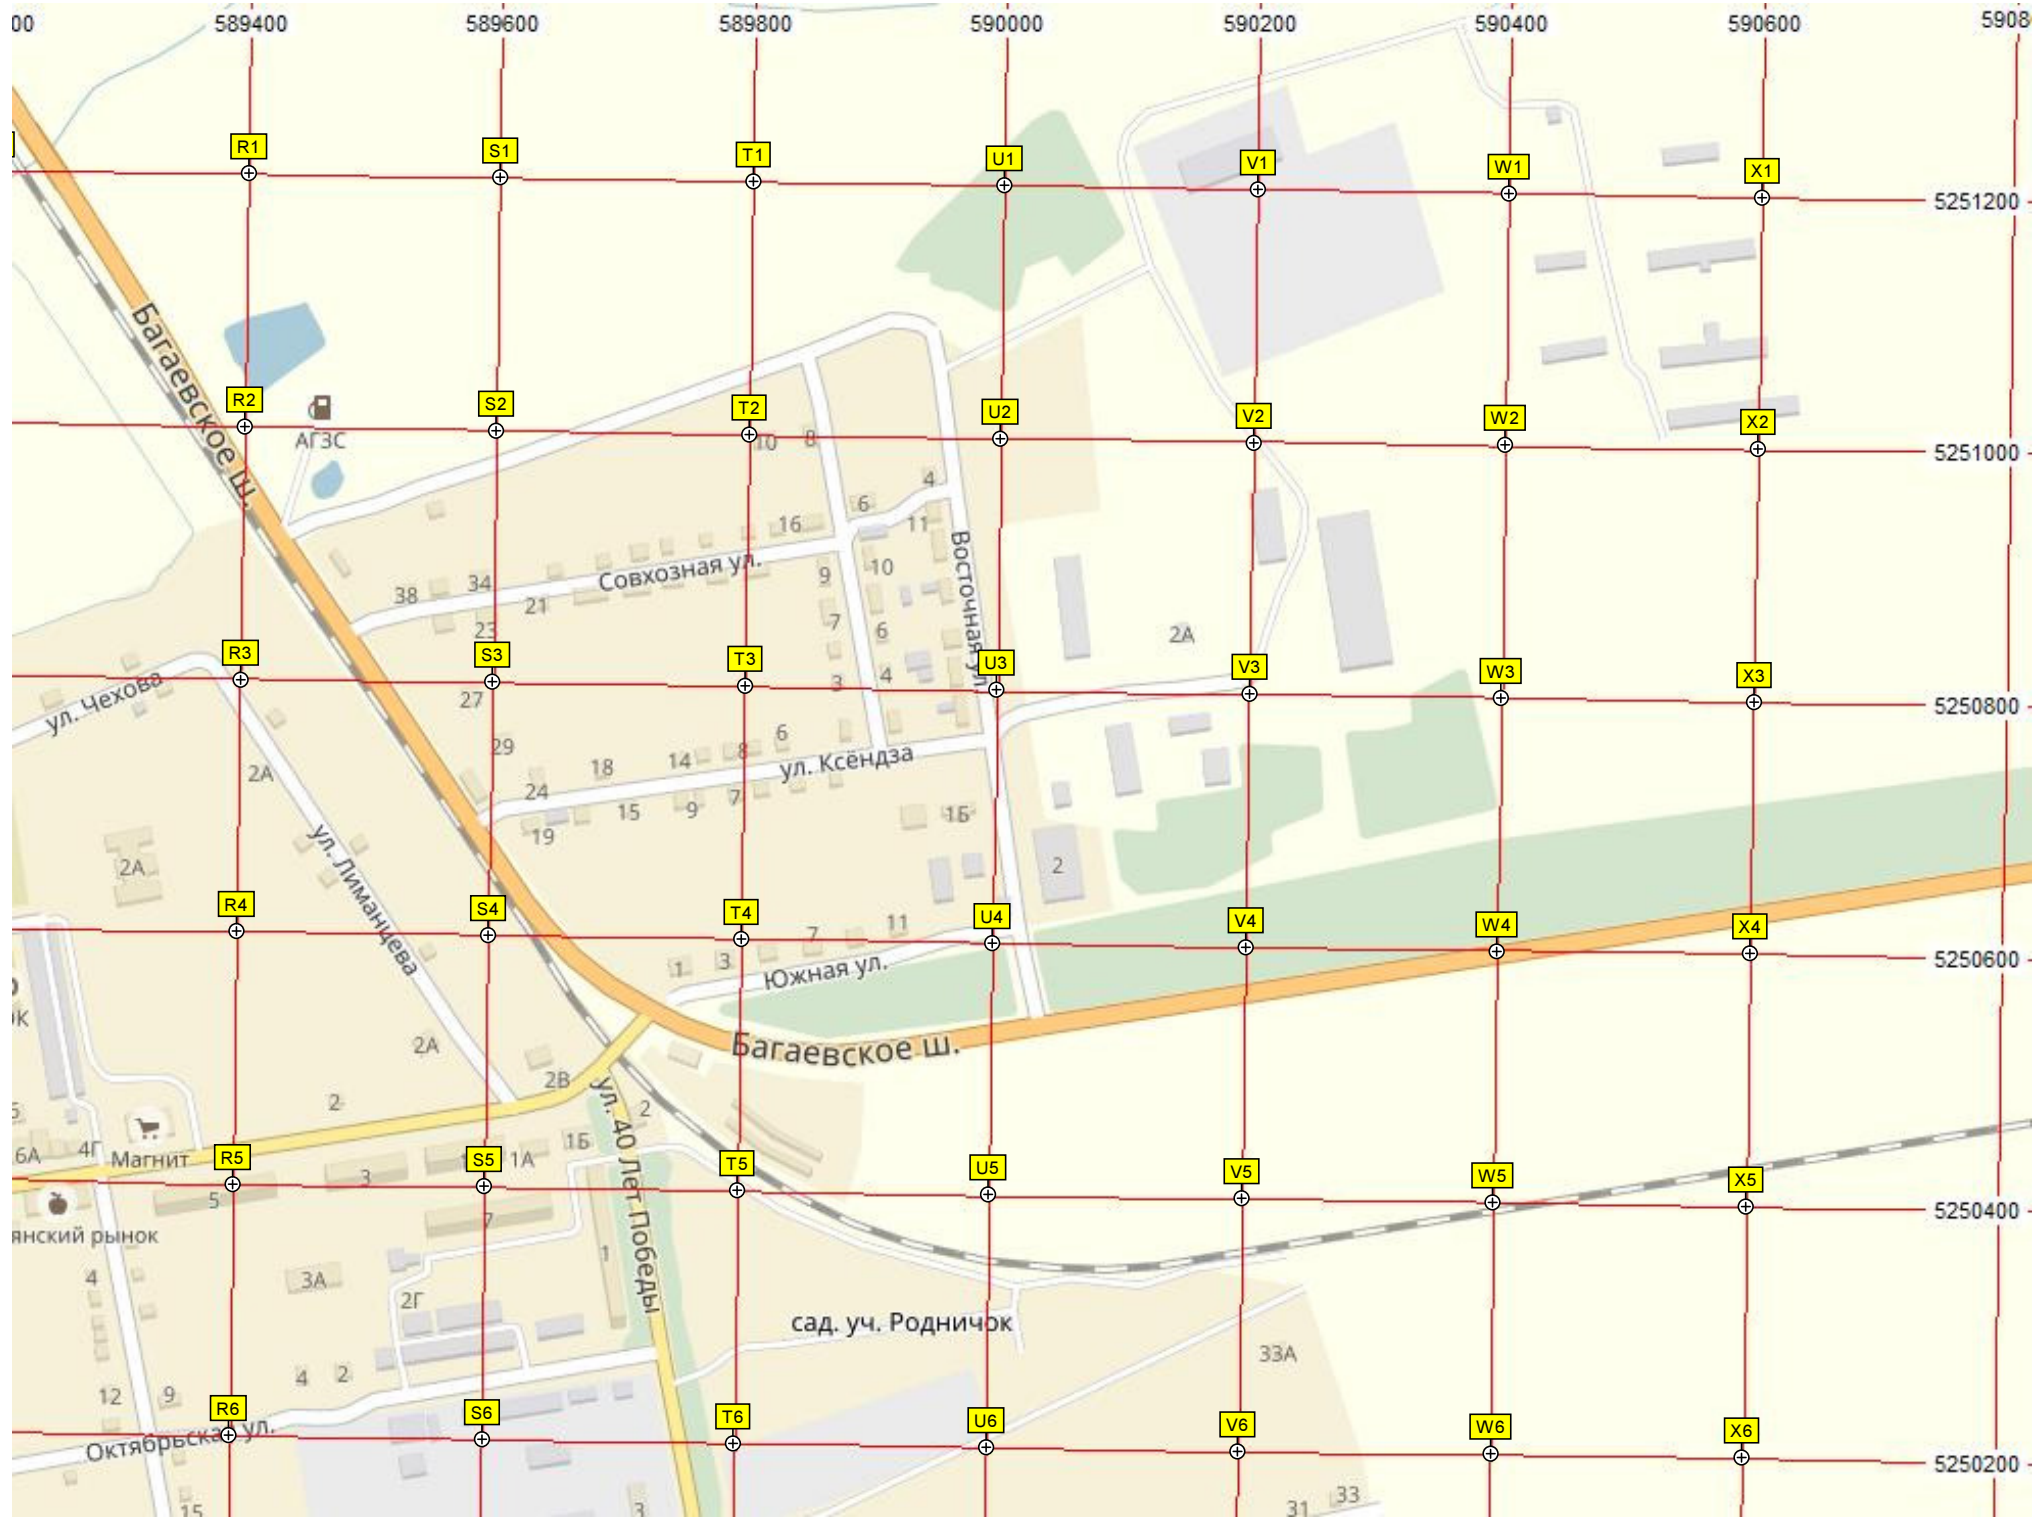 00 589400 589600 589800 590000 590200 590400 590600 5908
R1 S1 T1 U1 V1 W1 X1
5251200
Багаевское ш.
R2 S2 T2 U2 V2 W2 X2
АГЗС
10 8
5251000
4
6
16 11
Восточная ул.
Совхозная ул.
38 34 21 9 10
23 7 6 2А
R3 S3 T3 U3 V3 W3 X3
ул. Чехова
27 3 4
5250800
29 6
2А 18 14 8
ул. Ксёндза
24 15 9 7
19 1Б
ул. Лиманцева
2А 2
R4 S4 T4 U4 V4 W4 X4
1 3 7 11
Южная ул.
5250600
ОК
2А
Багаевское ш.
2В
2 2
ул. 40 Лет Победы
6А 4Г
Магнит
1Б
1А
R5 S5 T5 U5 V5 W5 X5
5 3
7
5250400
янский рынок
1
4 3А
2Г
сад. уч. Родничок
33А
12 9 4 2
R6 S6 T6 U6 V6 W6 X6
Октябрьская ул.
5250200
15 3 31 33